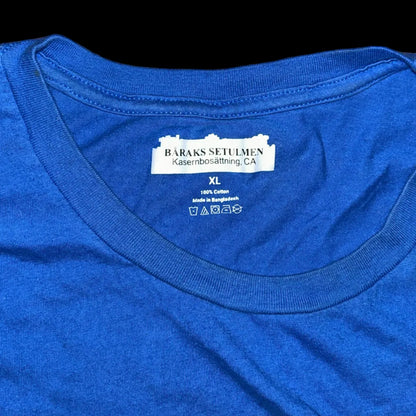 BARAKS SETULMEN
Kasernbosättning, CA
XL
100% Cotton
Made in Bangladesh